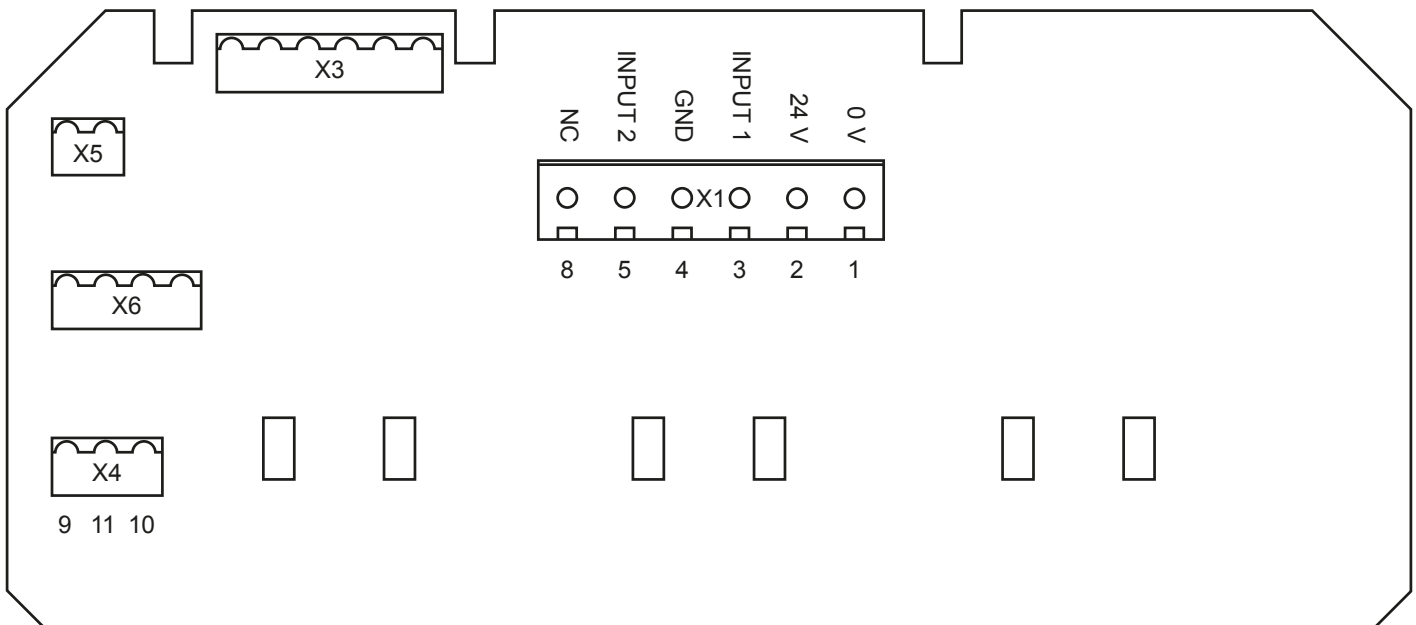 X3
NC
INPUT 2
GND
INPUT 1
24 V
0 V
X5
X1
8 5 4 3 2 1
X6
X4
9 11 10